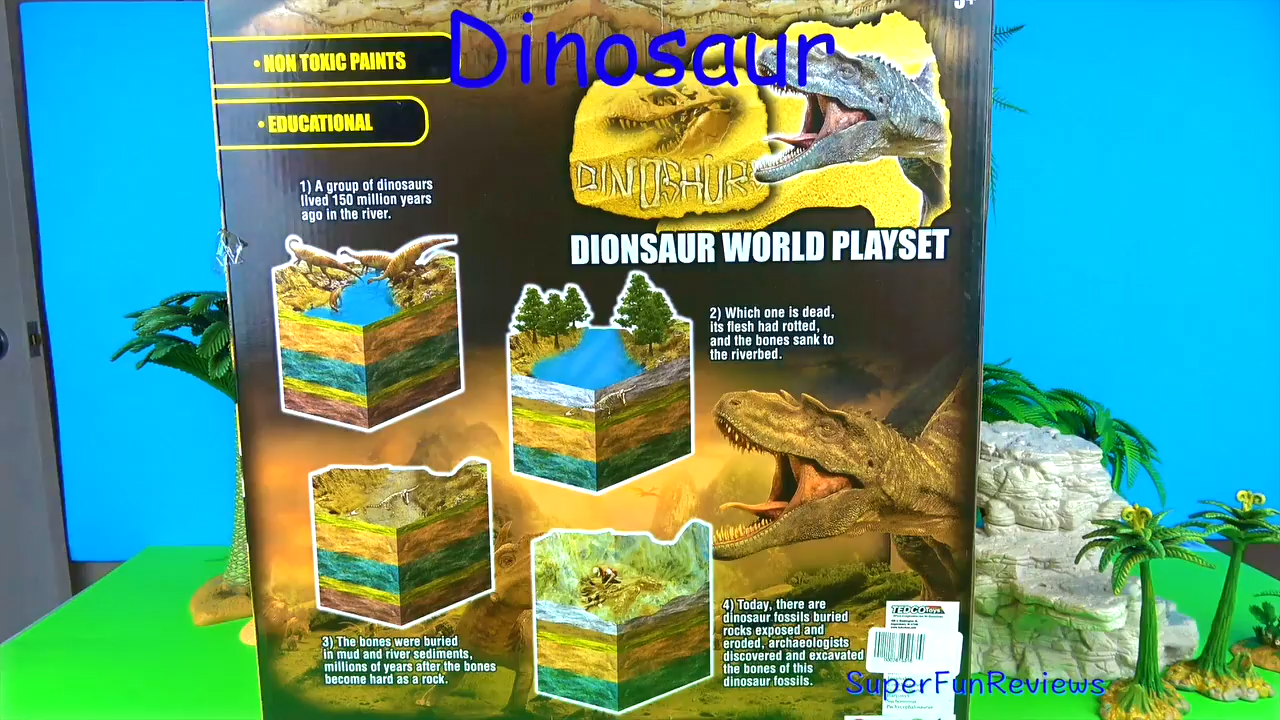 Dinosaur
• NON TOXIC PAINTS
• EDUCATIONAL
DINOSAUR
DIONSAUR WORLD PLAYSET
1) A group of dinosaurs
lived 150 million years
ago in the river.
2) Which one is dead,
its flesh had rotted,
and the bones sank to
the riverbed.
3) The bones were buried
in mud and river sediments,
millions of years after the bones
become hard as a rock.
4) Today, there are
dinosaur fossils buried
rocks exposed and
eroded, archaeologists
discovered and excavated
the bones of this
dinosaur fossils.
TEDCOToys
SuperFunReviews